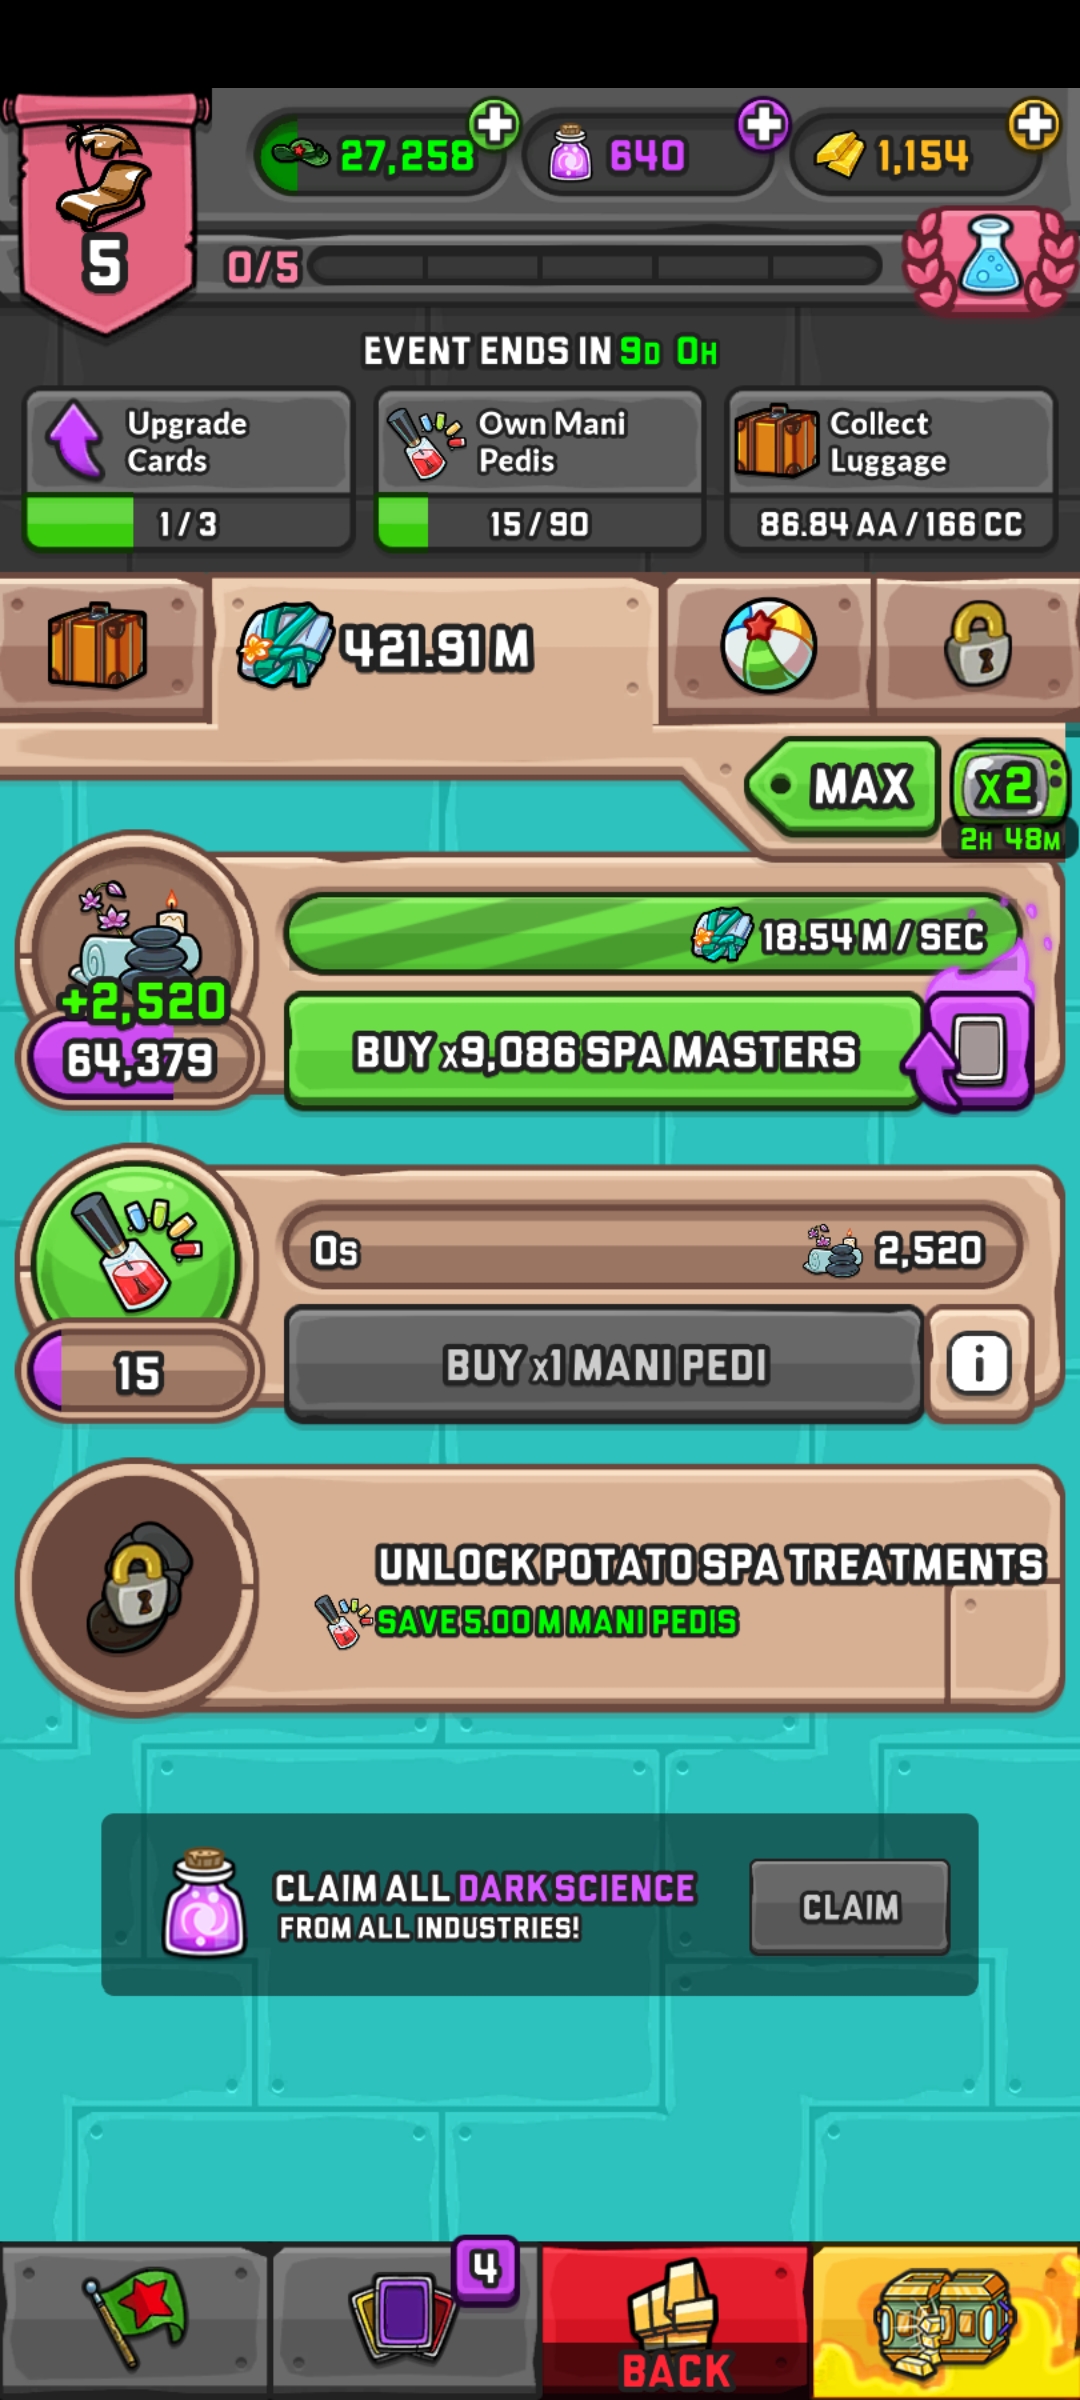 27,258
640
1,154
5
0/5
EVENT ENDS IN 9D 0H
Upgrade Cards
1/3
Own Mani Pedis
15/90
Collect Luggage
86.84 AA/166 CC
421.91 M
MAX
x2
2H 48M
18.54 M / SEC
+2,520
64,379
BUY x9,086 SPA MASTERS
0s
2,520
15
BUY x1 MANI PEDI
i
UNLOCK POTATO SPA TREATMENTS
SAVE 5.00 M MANI PEDIS
CLAIM ALL DARK SCIENCE
FROM ALL INDUSTRIES!
CLAIM
4
BACK